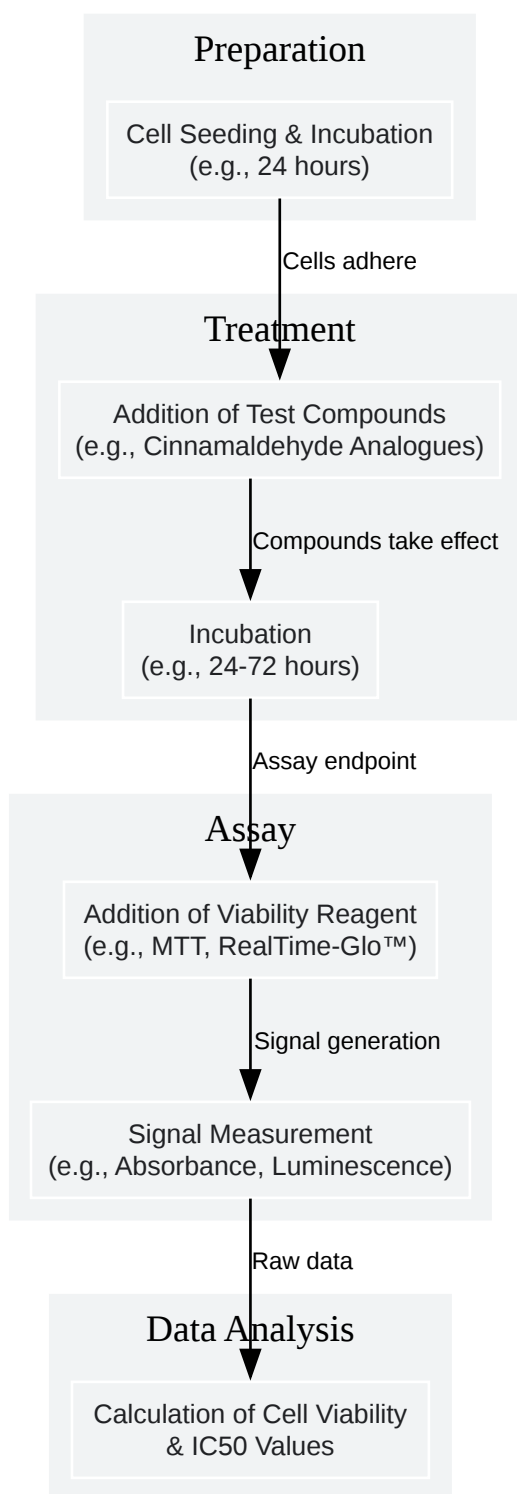 Preparation
Cell Seeding & Incubation
(e.g., 24 hours)
Cells adhere
Treatment
Addition of Test Compounds
(e.g., Cinnamaldehyde Analogues)
Compounds take effect
Incubation
(e.g., 24-72 hours)
Assay endpoint
Assay
Addition of Viability Reagent
(e.g., MTT, RealTime-Glo™)
Signal generation
Signal Measurement
(e.g., Absorbance, Luminescence)
Raw data
Data Analysis
Calculation of Cell Viability
& IC50 Values